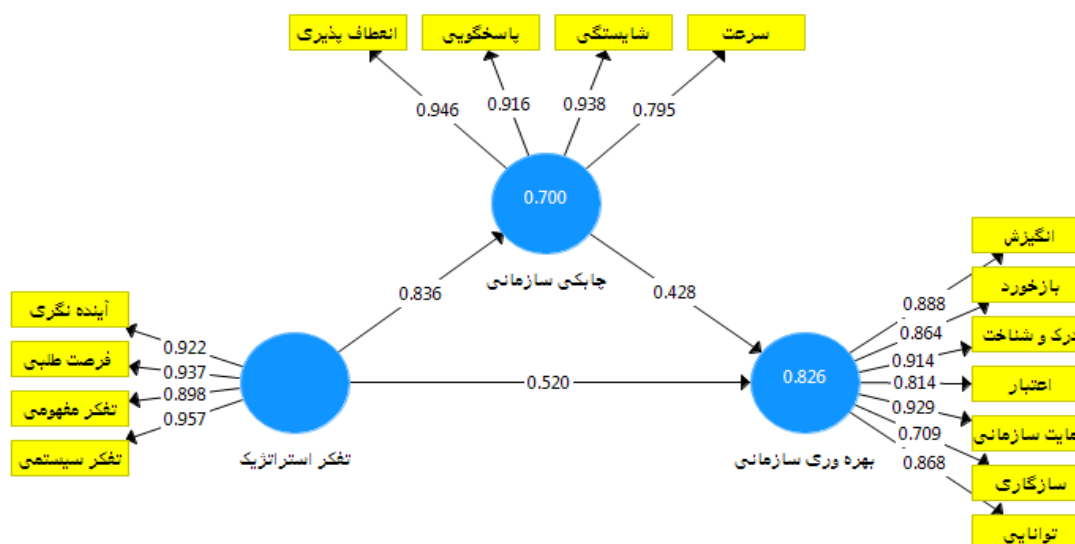 سرعت
شایستگی
پاسخگویی
انعطاف پذیری
0.946
0.916
0.938
0.795
0.700
چابکی سازمانی
0.836
0.428
0.520
آینده نگری
فرصت طلبی
تفکر مفهومی
تفکر سیستمی
0.922
0.937
0.898
0.957
تفکر استراتژیک
0.826
بهره وری سازمانی
0.888
0.864
0.914
0.814
0.929
0.709
0.868
انگیزش
بازخورد
درک و شناخت
اعتبار
سازمانی
سازگاری
توانایی